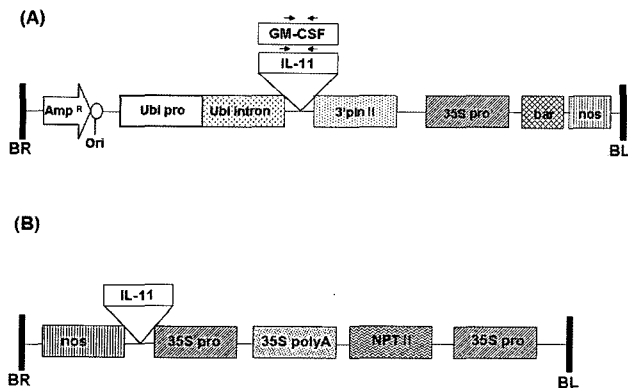 (A)
GM-CSF
IL-11
Amp R
Ubi pro
Ubi intron
3'pin II
35S pro
bar
nos
BR
Ori
BL
(B)
IL-11
nos
35S pro
35S polyA
NPT II
35S pro
BR
BL